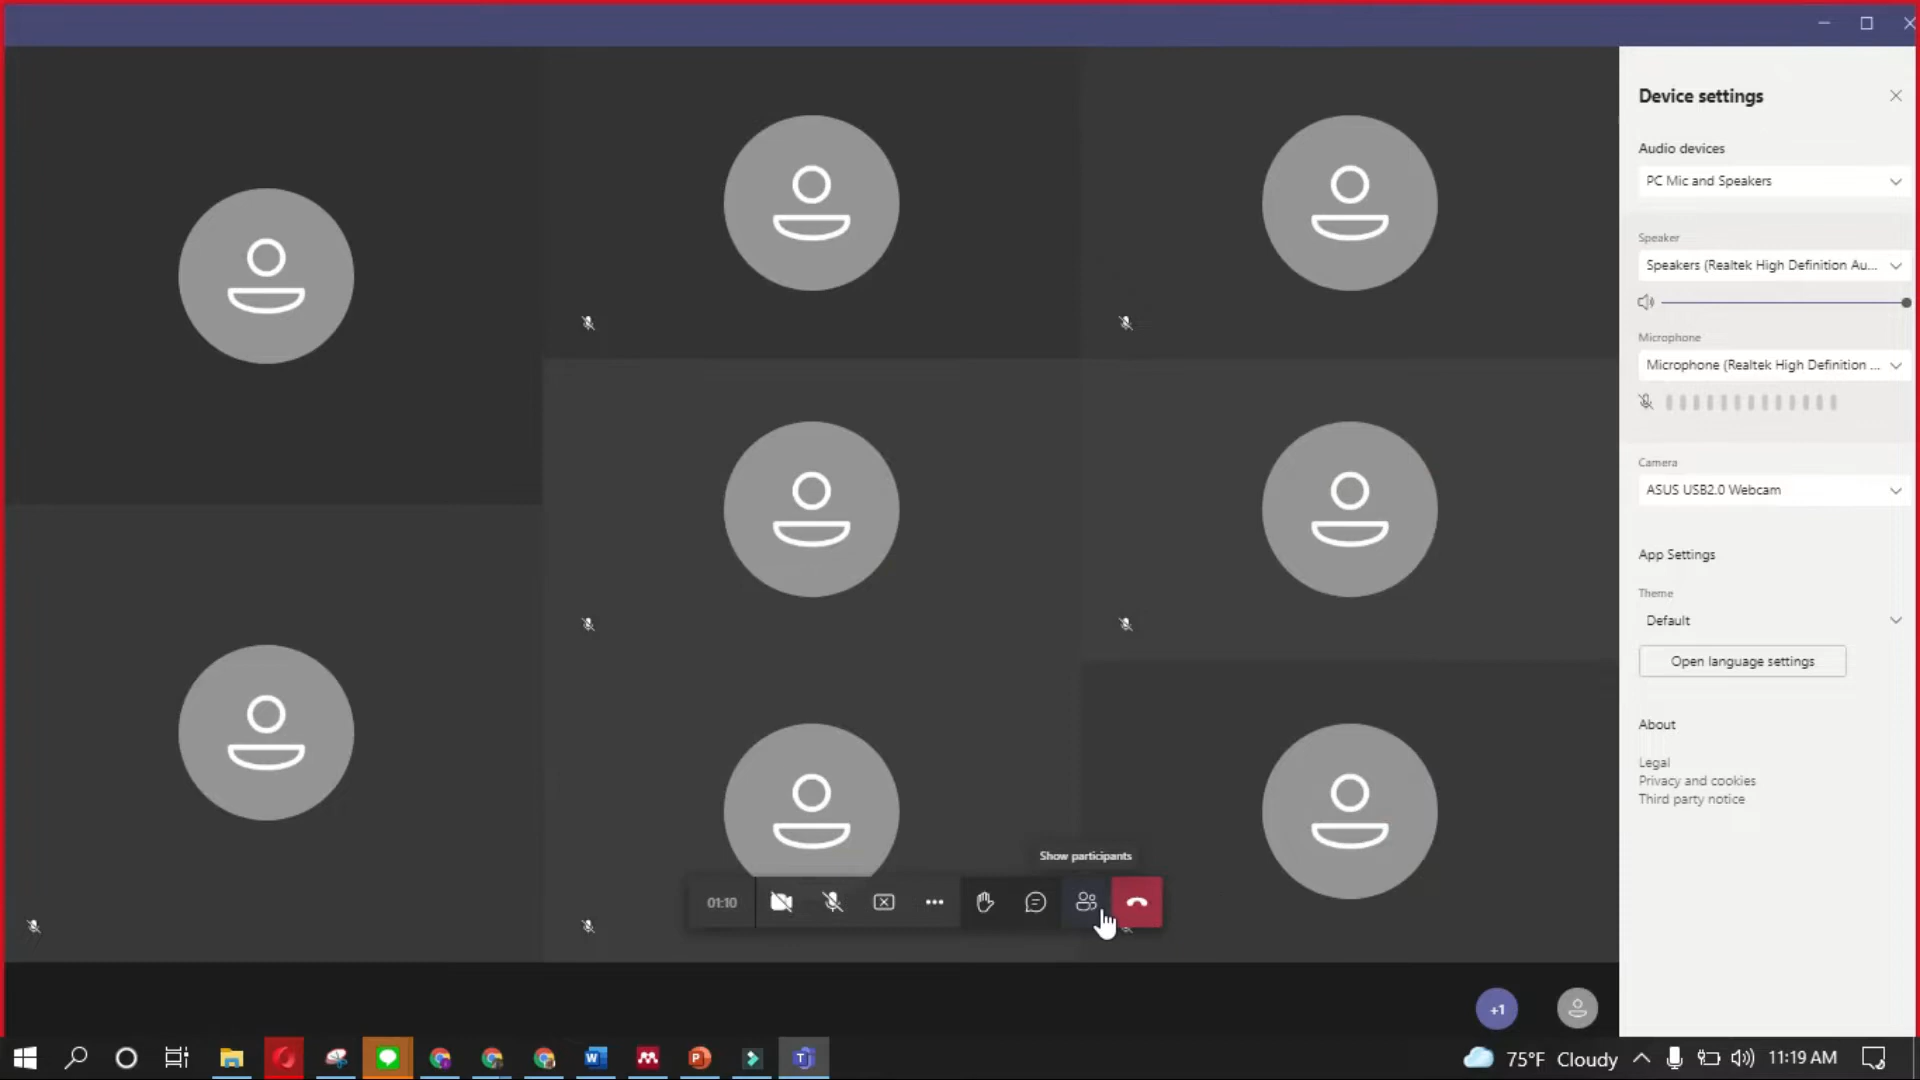 Device settings
Audio devices
PC Mic and Speakers
Speaker
Speakers (Realtek High Definition Au...
Microphone
Microphone (Realtek High Definition ...
Camera
ASUS USB2.0 Webcam
App Settings
Theme
Default
Open language settings
About
Legal
Privacy and cookies
Third party notice
Show participants
01:10
+1
75°F Cloudy
11:19 AM